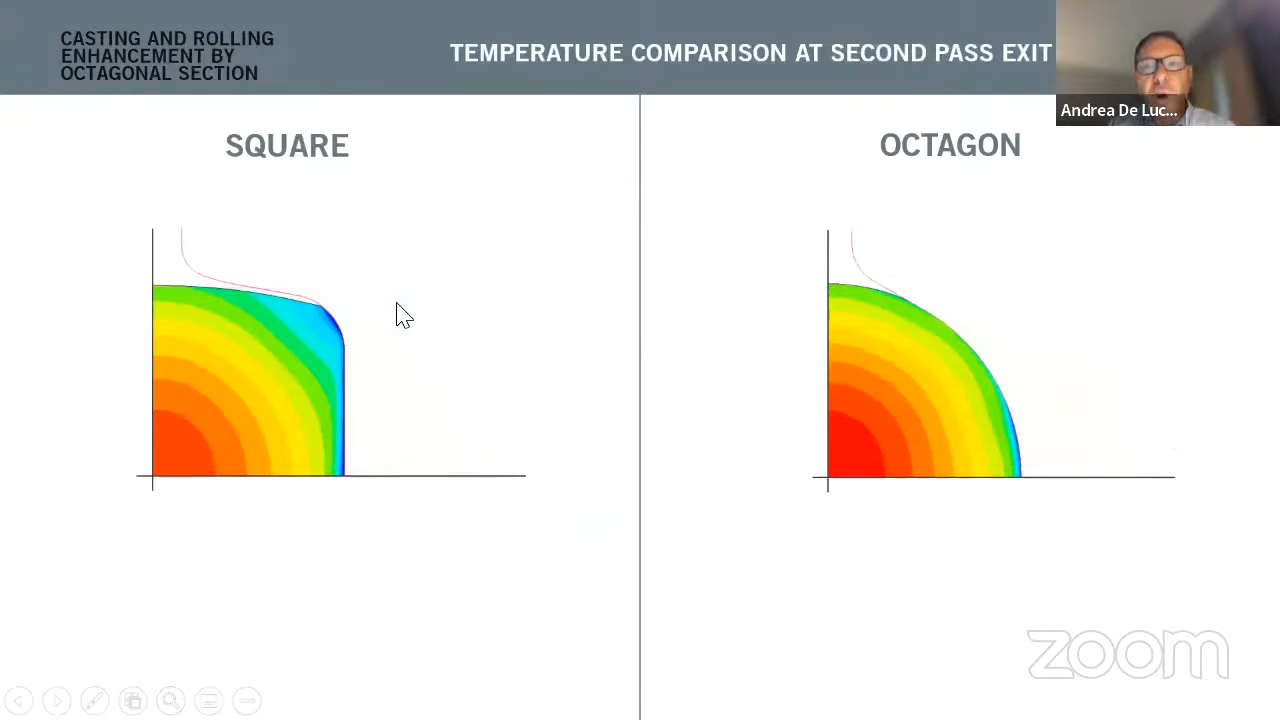 CASTING AND ROLLING
ENHANCEMENT BY
OCTAGONAL SECTION
TEMPERATURE COMPARISON AT SECOND PASS EXIT
Andrea De Luc...
SQUARE
OCTAGON
zoom